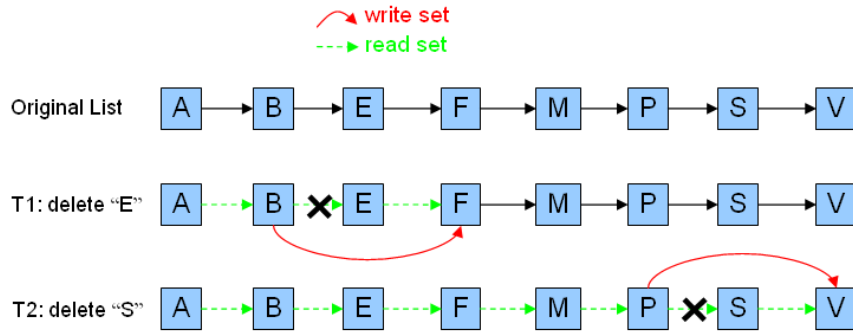 write set
read set
Original List A B E F M P S V
T1: delete “E” A B E F M P S V
T2: delete “S” A B E F M P S V